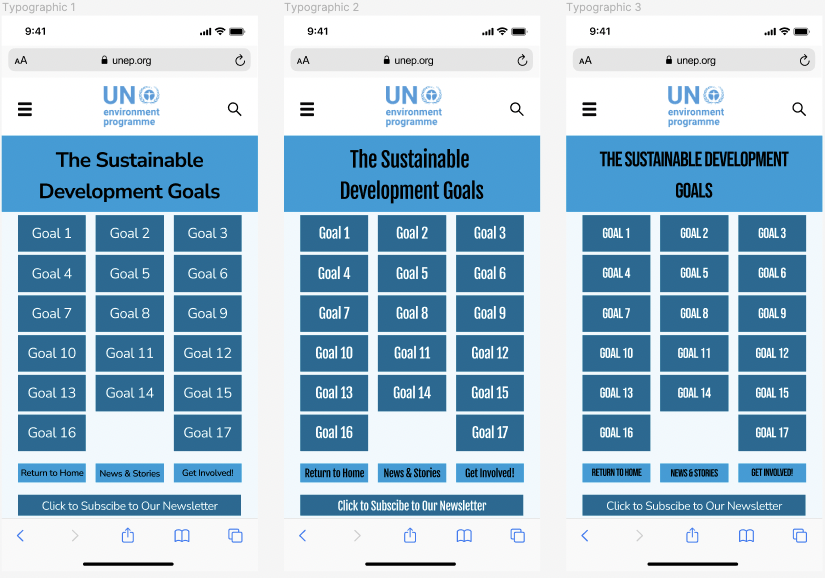 Typographic 1
9:41
AA unep.org
UN
environment
programme
The Sustainable
Development Goals
Goal 1 Goal 2 Goal 3
Goal 4 Goal 5 Goal 6
Goal 7 Goal 8 Goal 9
Goal 10 Goal 11 Goal 12
Goal 13 Goal 14 Goal 15
Goal 16 Goal 17
Return to Home News & Stories Get Involved!
Click to Subscibe to Our Newsletter
Typographic 2
9:41
AA unep.org
UN
environment
programme
The Sustainable
Development Goals
Goal 1 Goal 2 Goal 3
Goal 4 Goal 5 Goal 6
Goal 7 Goal 8 Goal 9
Goal 10 Goal 11 Goal 12
Goal 13 Goal 14 Goal 15
Goal 16 Goal 17
Return to Home News & Stories Get Involved!
Click to Subscibe to Our Newsletter
Typographic 3
9:41
AA unep.org
UN
environment
programme
THE SUSTAINABLE DEVELOPMENT
GOALS
GOAL 1 GOAL 2 GOAL 3
GOAL 4 GOAL 5 GOAL 6
GOAL 7 GOAL 8 GOAL 9
GOAL 10 GOAL 11 GOAL 12
GOAL 13 GOAL 14 GOAL 15
GOAL 16 GOAL 17
RETURN TO HOME NEWS & STORIES GET INVOLVED!
Click to Subscibe to Our Newsletter